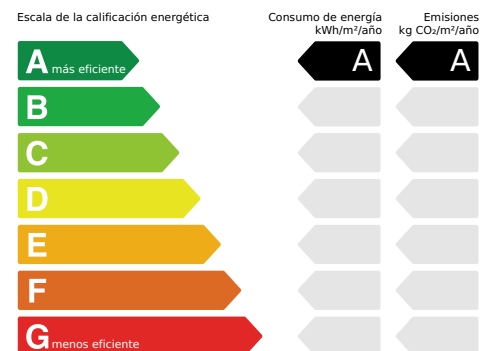 Escala de la calificación energética
Consumo de energía
kWh/m²/año
Emisiones
kg CO₂/m²/año
A más eficiente
A
A
B
C
D
E
F
G menos eficiente